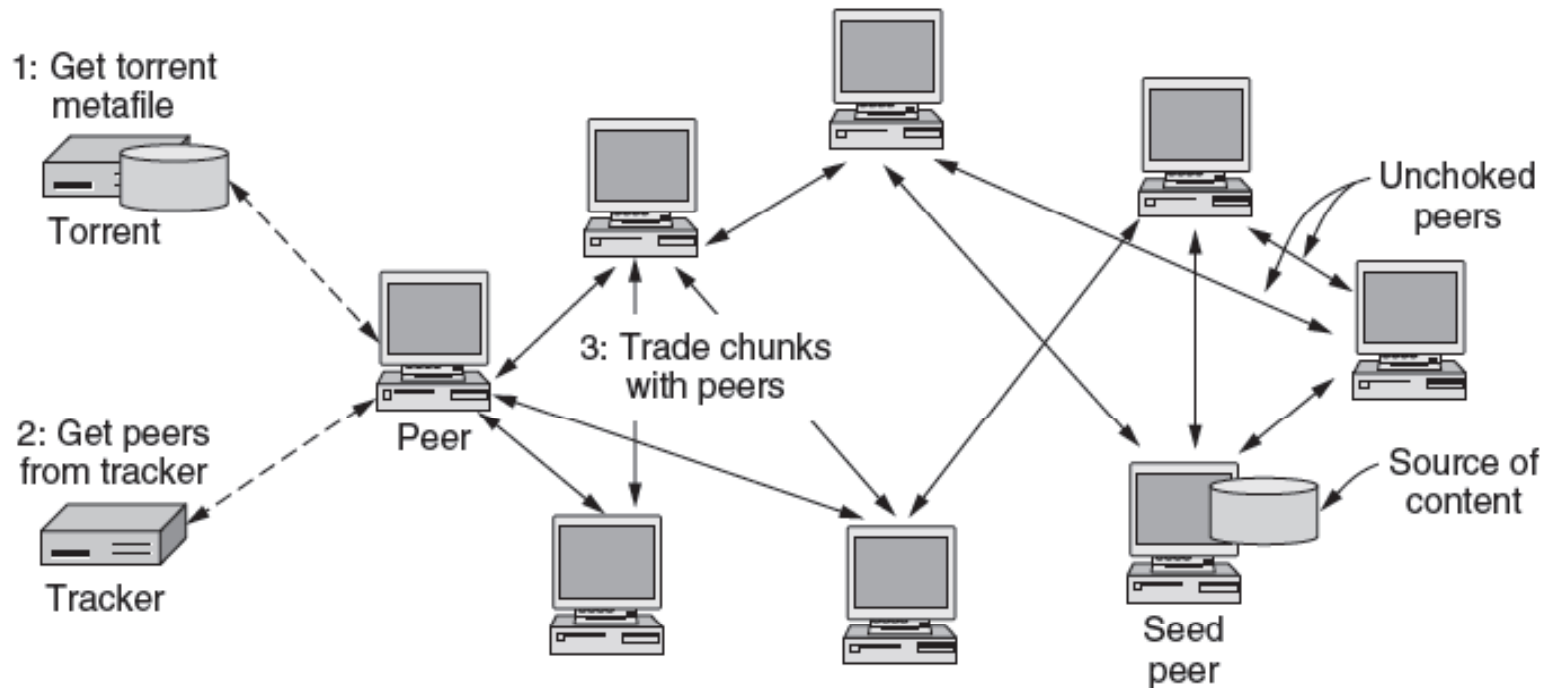 1: Get torrent
metafile
Torrent
Unchoked
peers
3: Trade chunks
with peers
Peer
2: Get peers
from tracker
Source of
content
Tracker
Seed
peer